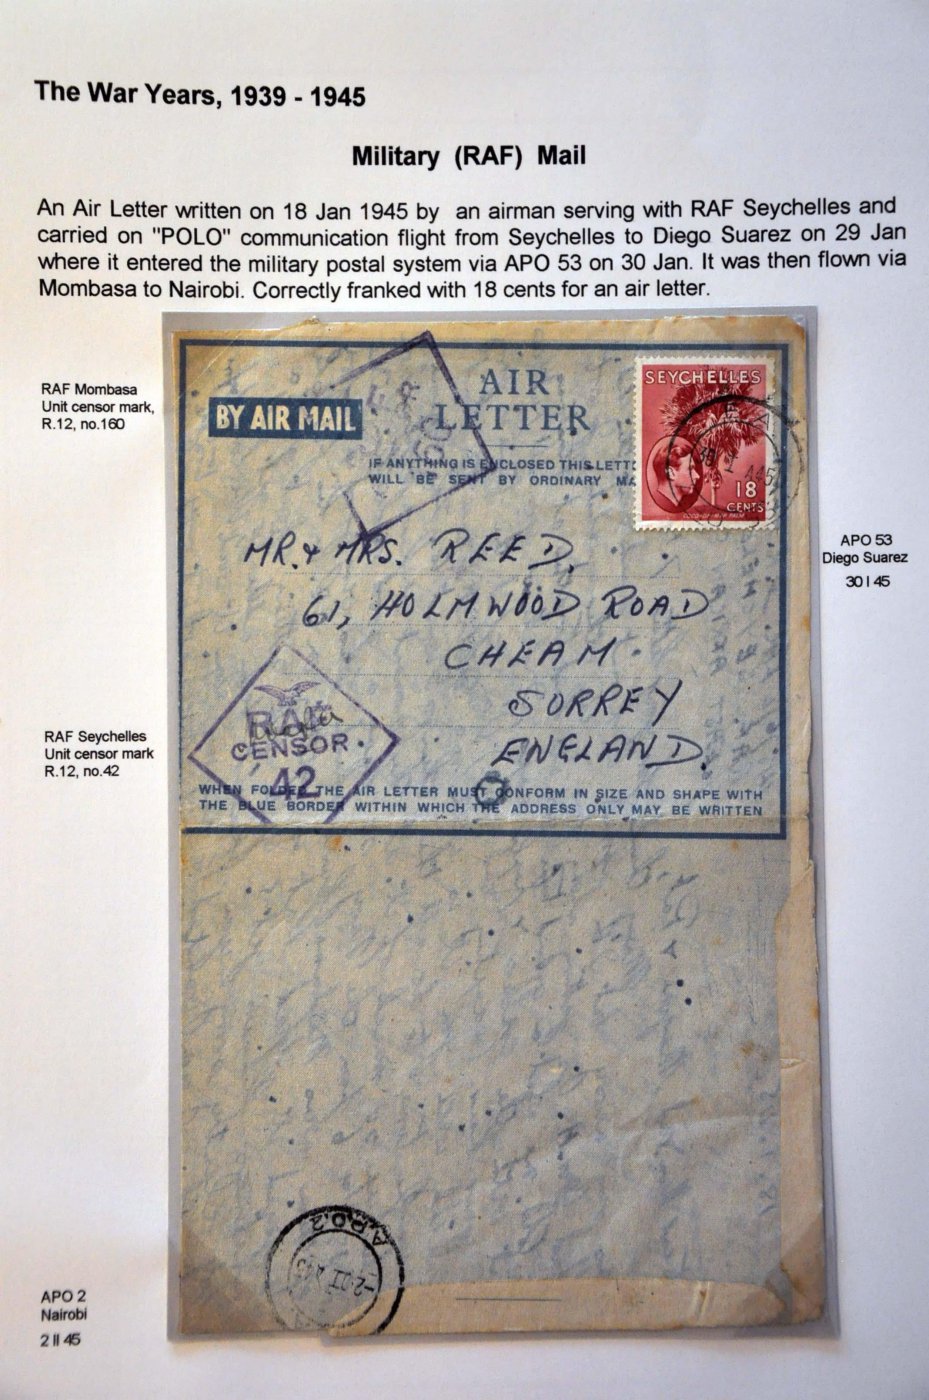 The War Years, 1939 - 1945
Military (RAF) Mail
An Air Letter written on 18 Jan 1945 by an airman serving with RAF Seychelles and
carried on "POLO" communication flight from Seychelles to Diego Suarez on 29 Jan
where it entered the military postal system via APO 53 on 30 Jan. It was then flown via
Mombasa to Nairobi. Correctly franked with 18 cents for an air letter.
RAF Mombasa
Unit censor mark,
R.12, no.160
BY AIR MAIL
AIR
LETTER
IF ANYTHING IS ENCLOSED THIS LETT
WILL BE SENT BY ORDINARY MA
SEYCHELLES
18
CENTS
APO 53
Diego Suarez
30 I 45
MR. & MRS. REED.
61, HOLMWOOD ROAD
CHEAM.
SORREY
ENGLAND.
RAF Seychelles
Unit censor mark
R.12, no.42
RAF
CENSOR
42
WHEN FOLDED THE AIR LETTER MUST CONFORM IN SIZE AND SHAPE WITH
THE BLUE BORDER WITHIN WHICH THE ADDRESS ONLY MAY BE WRITTEN
A.P.O.2
APO 2
Nairobi
2 II 45